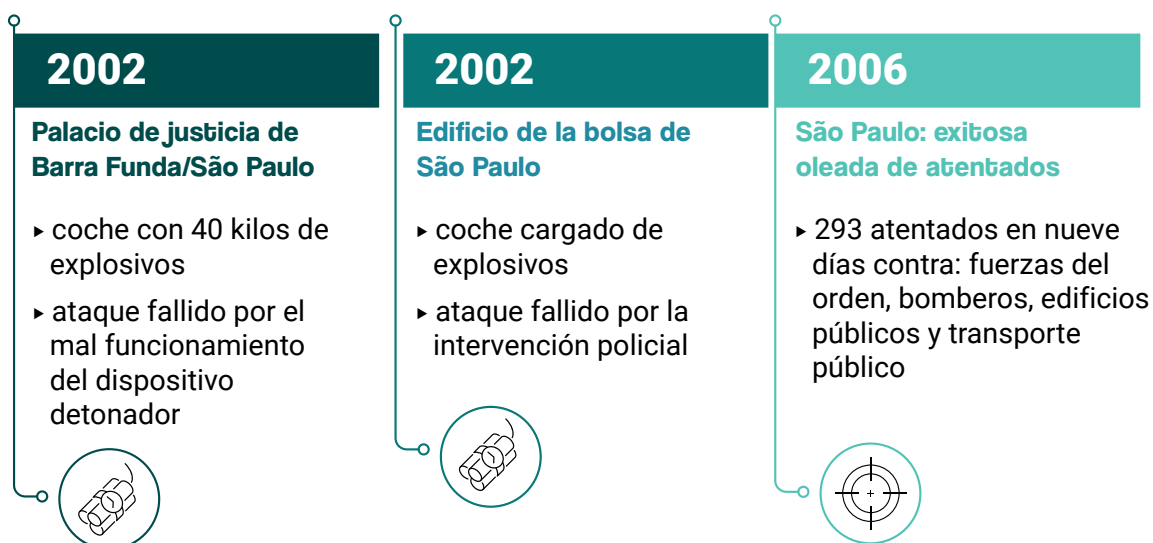 2002
Palacio de justicia de
Barra Funda/São Paulo
▸ coche con 40 kilos de
explosivos
▸ ataque fallido por el
mal funcionamiento
del dispositivo
detonador
2002
Edificio de la bolsa de
São Paulo
▸ coche cargado de
explosivos
▸ ataque fallido por la
intervención policial
2006
São Paulo: exitosa
oleada de atentados
▸ 293 atentados en nueve
días contra: fuerzas del
orden, bomberos, edificios
públicos y transporte
público